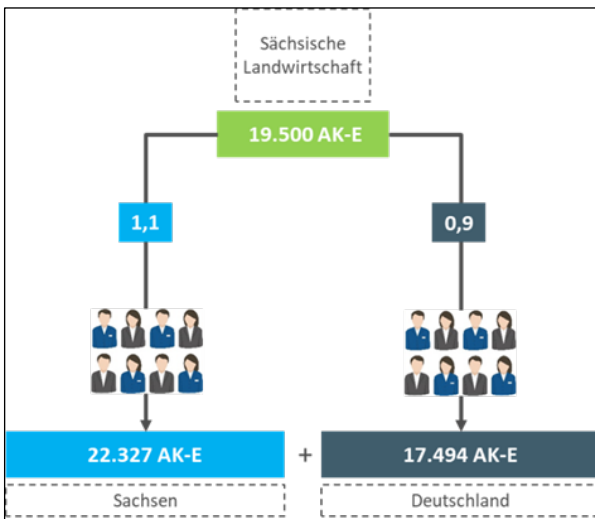 Sächsische
Landwirtschaft
19.500 AK-E
1,1
0,9
22.327 AK-E
+
17.494 AK-E
Sachsen
Deutschland